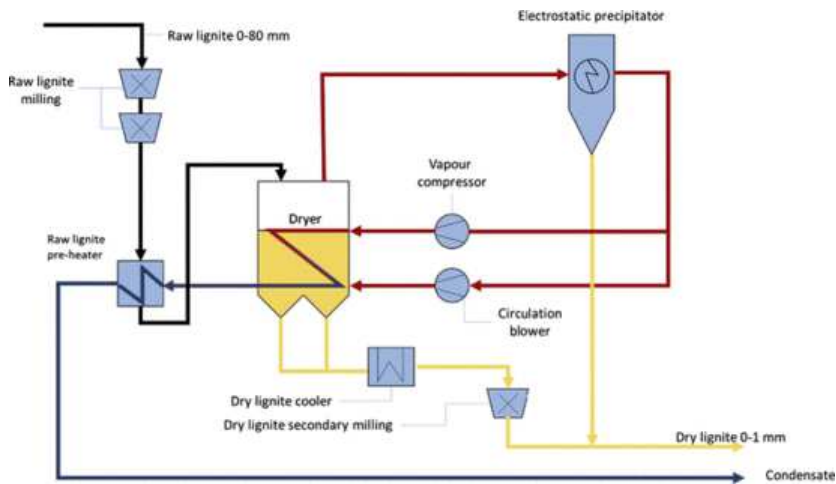 Electrostatic precipitator
Raw lignite 0-80 mm
Raw lignite
milling
Vapour
compressor
Dryer
Raw lignite
pre-heater
Circulation
blower
Dry lignite cooler
Dry lignite secondary milling
Dry lignite 0-1 mm
Condensate